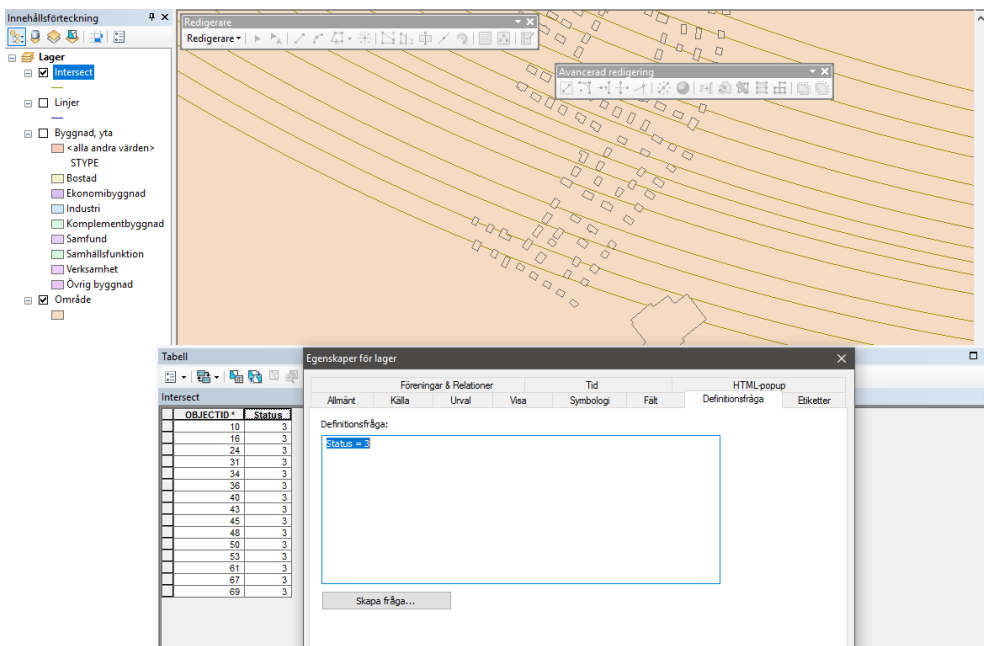 Innehållsförteckning
Lager
Intersect
Linjer
Byggnad, yta
<alla andra värden>
STYPE
Bostad
Ekonomibyggnad
Industri
Komplementbyggnad
Samfund
Samhällsfunktion
Verksamhet
Övrig byggnad
Område
Redigerare
Redigerare
Avancerad redigering
Tabell
Intersect
OBJECTID * Status
10 3
16 3
24 3
31 3
34 3
36 3
40 3
43 3
45 3
48 3
50 3
53 3
61 3
67 3
69 3
Egenskaper för lager
Föreningar & Relationer Tid HTML-popup
Allmänt Källa Urval Visa Symbologi Fält Definitionsfråga Etiketter
Definitionsfråga:
Status = 3
Skapa fråga...